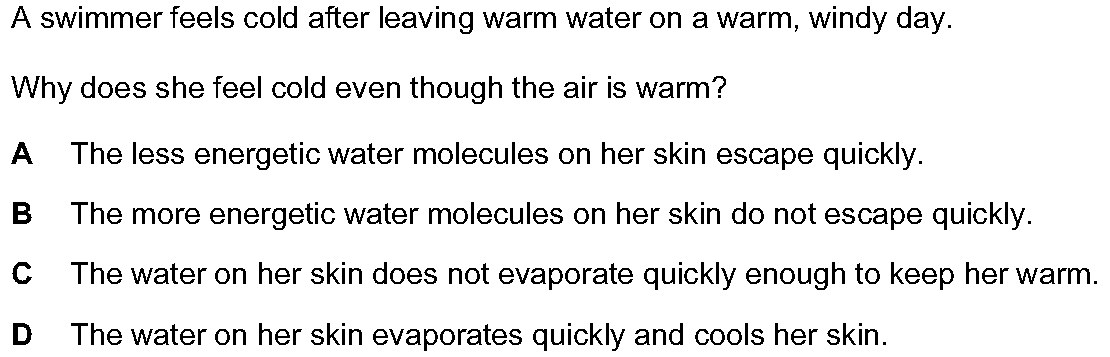 A swimmer feels cold after leaving warm water on a warm, windy day.
Why does she feel cold even though the air is warm?
A The less energetic water molecules on her skin escape quickly.
B The more energetic water molecules on her skin do not escape quickly.
C The water on her skin does not evaporate quickly enough to keep her warm.
D The water on her skin evaporates quickly and cools her skin.